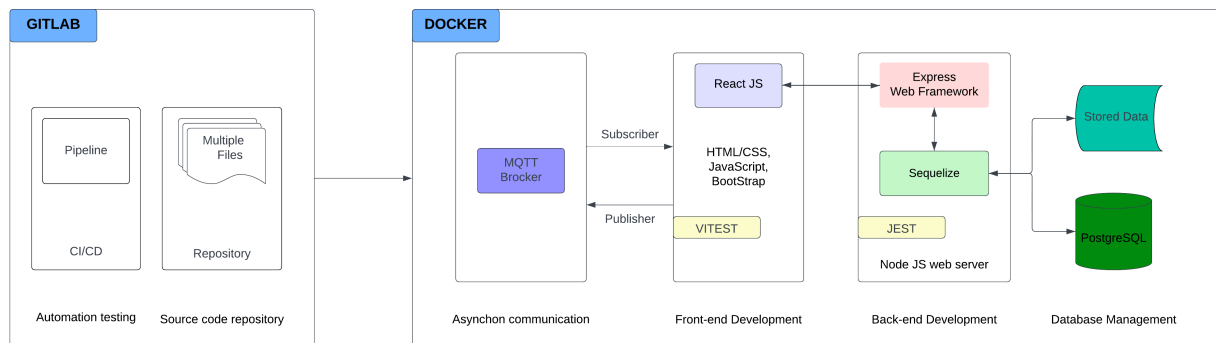 GITLAB
Pipeline
CI/CD
Multiple
Files
Repository
Automation testing
Source code repository
DOCKER
MQTT
Brocker
Asynchon communication
Subscriber
Publisher
React JS
HTML/CSS,
JavaScript,
BootStrap
VITEST
Front-end Development
Express
Web Framework
Sequelize
JEST
Node JS web server
Back-end Development
Stored Data
PostgreSQL
Database Management